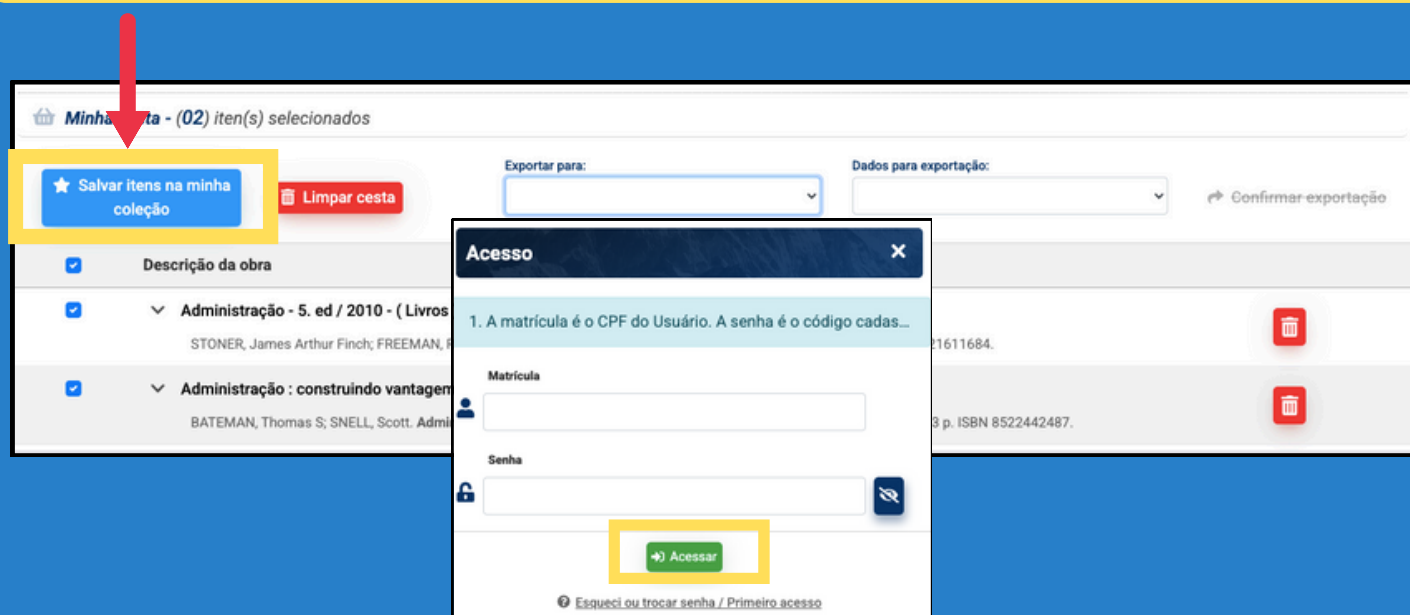 Minha ta - (02) iten(s) selecionados
Salvar itens na minha
coleção
Limpar cesta
Exportar para:
Dados para exportação:
Confirmar exportação
Descrição da obra
Administração - 5. ed / 2010 - ( Livros
STONER, James Arthur Finch; FREEMAN,
21611684.
Administração : construindo vantagem
BATEMAN, Thomas S; SNELL, Scott. Admi
3 p. ISBN 8522442487.
Acesso
1. A matrícula é o CPF do Usuário. A senha é o código cadas...
Matrícula
Senha
Acessar
Esqueci ou trocar senha / Primeiro acesso